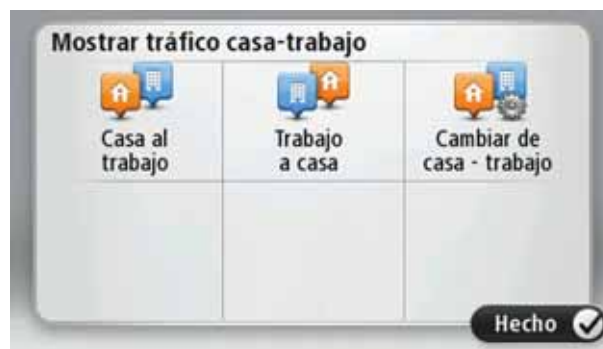 Mostrar tráfico casa-trabajo
Casa al
trabajo
Trabajo
a casa
Cambiar de
casa - trabajo
Hecho